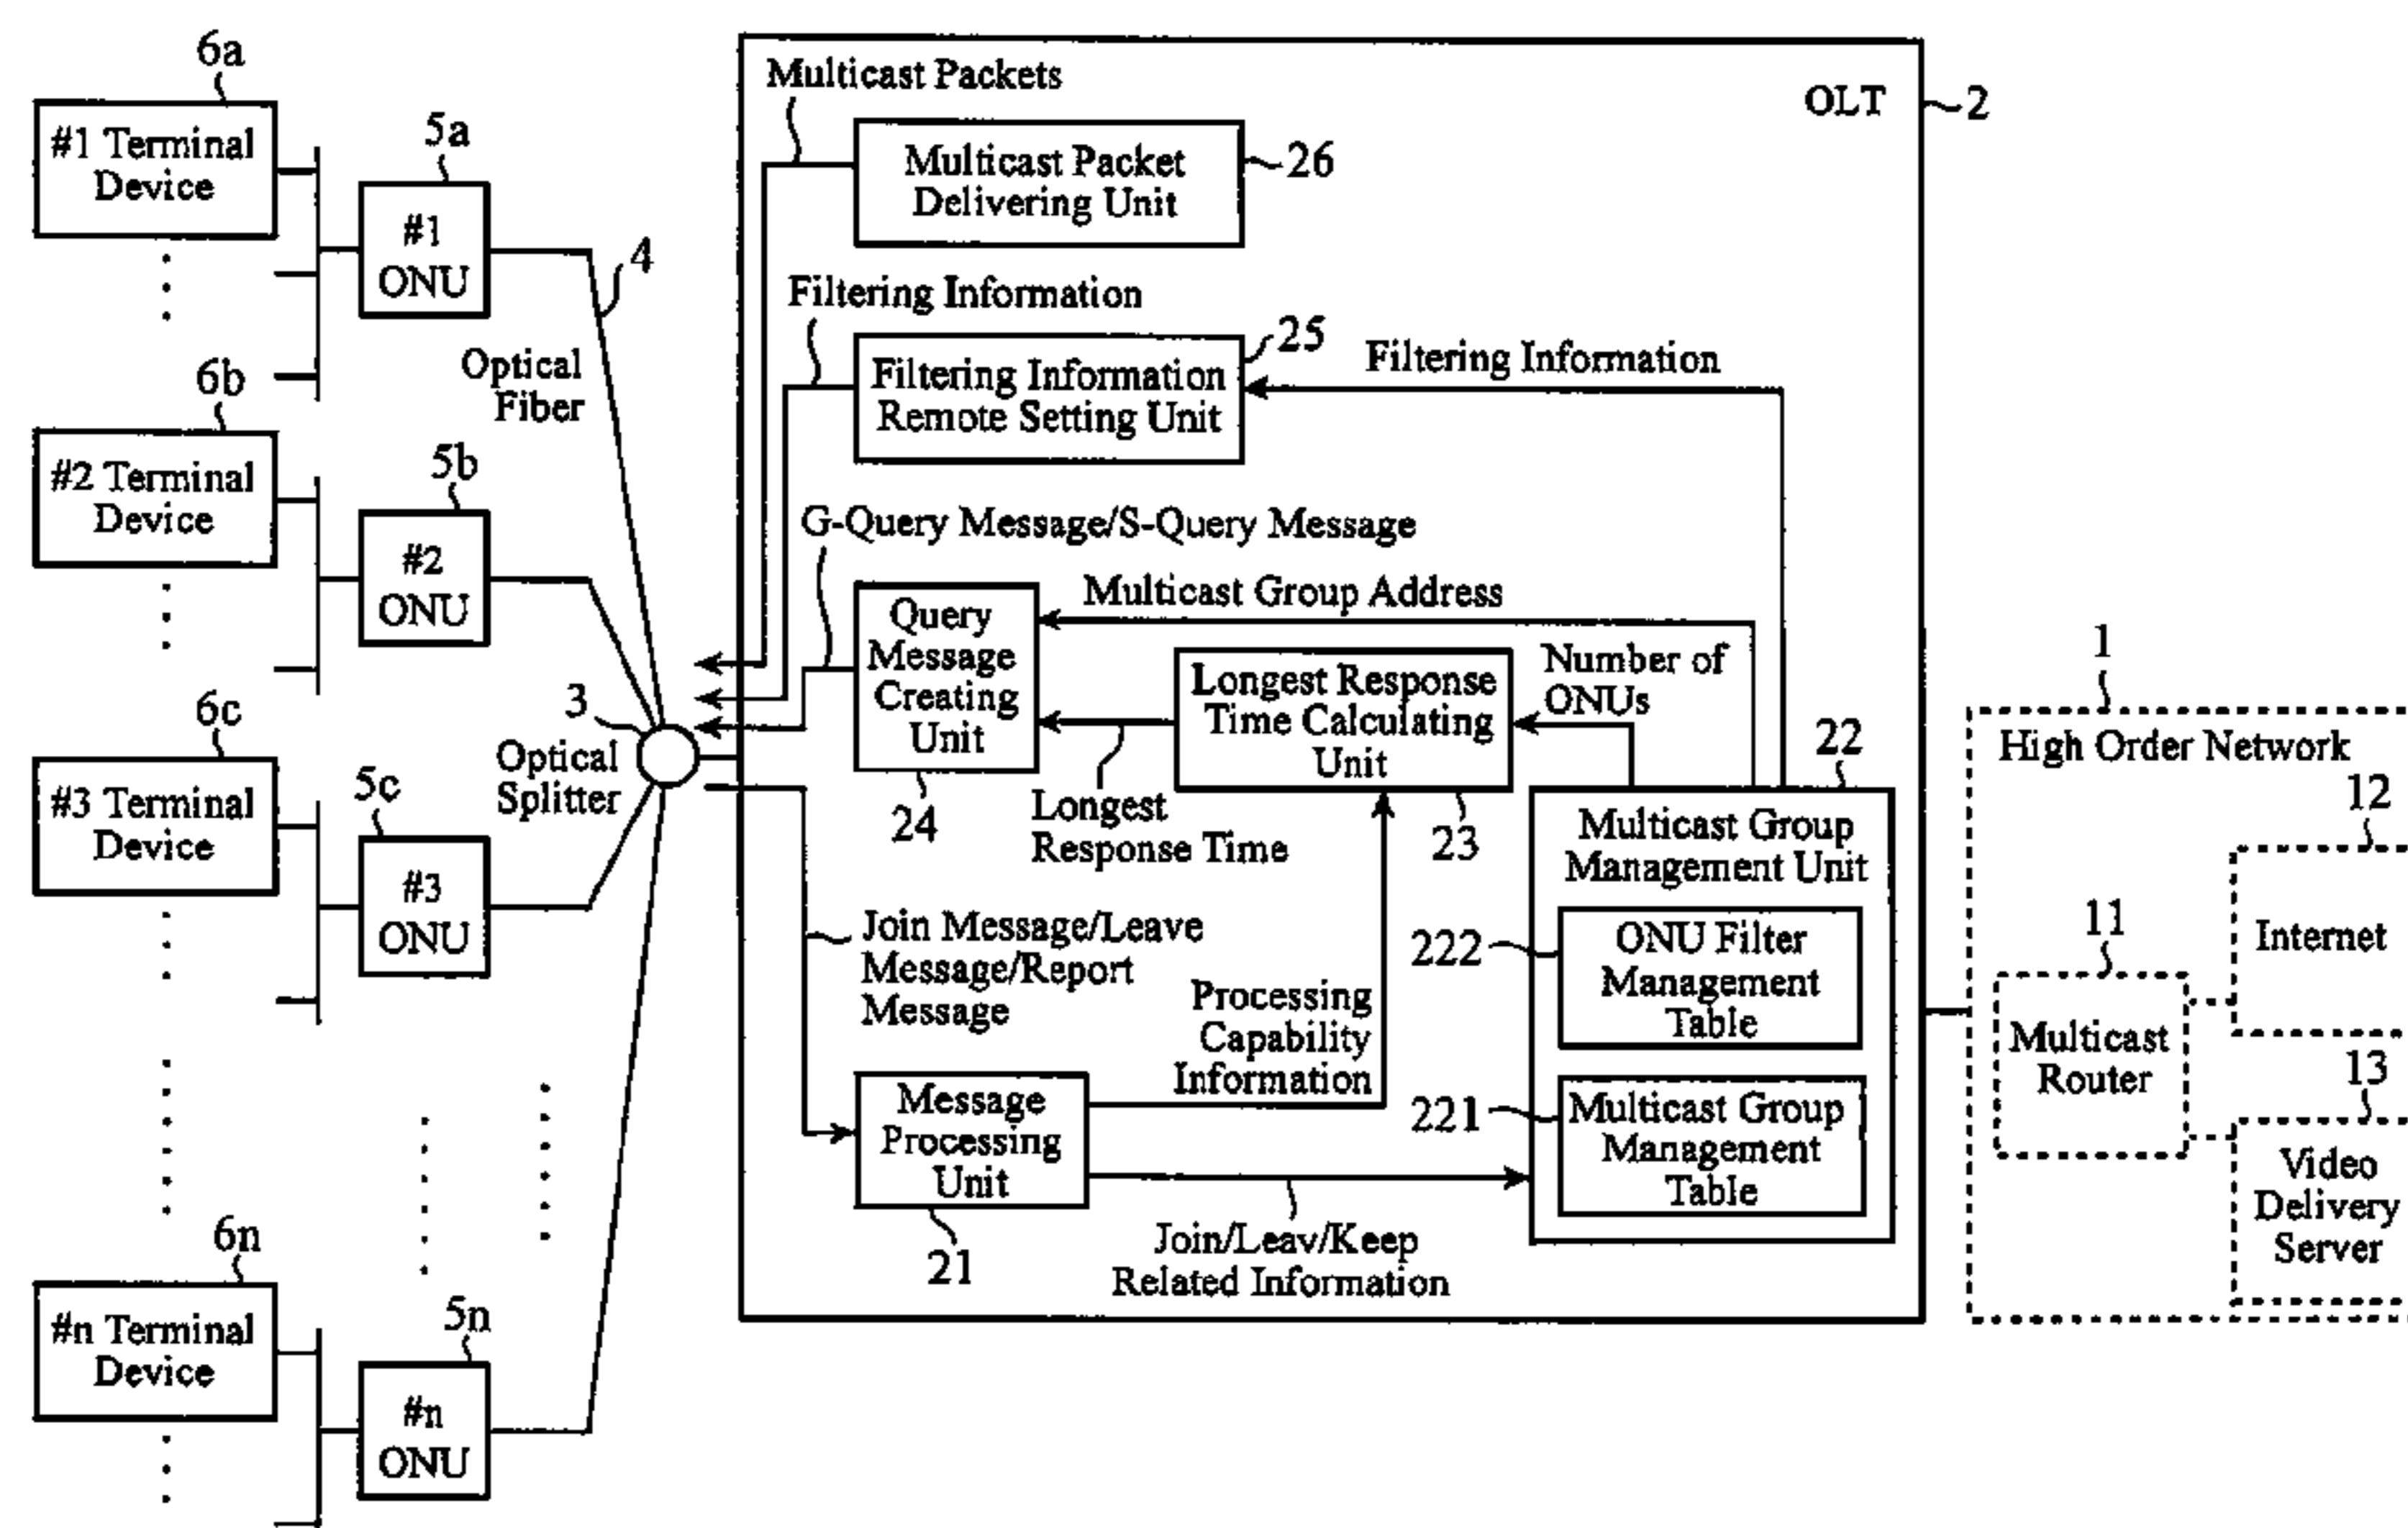 6a
#1 Terminal
Device
5a
#1
ONU
4
Optical
Fiber
6b
#2 Terminal
Device
5b
#2
ONU
3
Optical
Splitter
6c
#3 Terminal
Device
5c
#3
ONU
6n
#n Terminal
Device
5n
#n
ONU
OLT
2
Multicast Packets
Multicast Packet
Delivering Unit
26
Filtering Information
25
Filtering Information
Remote Setting Unit
Filtering Information
G-Query Message/S-Query Message
Multicast Group Address
Query
Message
Creating
Unit
24
Longest Response
Time Calculating
Unit
23
Number of
ONUs
Longest
Response Time
22
Multicast Group
Management Unit
222
ONU Filter
Management
Table
221
Multicast Group
Management
Table
Join Message/Leave
Message/Report
Message
Processing
Capability
Information
Message
Processing
Unit
21
Join/Leav/Keep
Related Information
1
High Order Network
12
Internet
11
Multicast
Router
13
Video
Delivery
Server